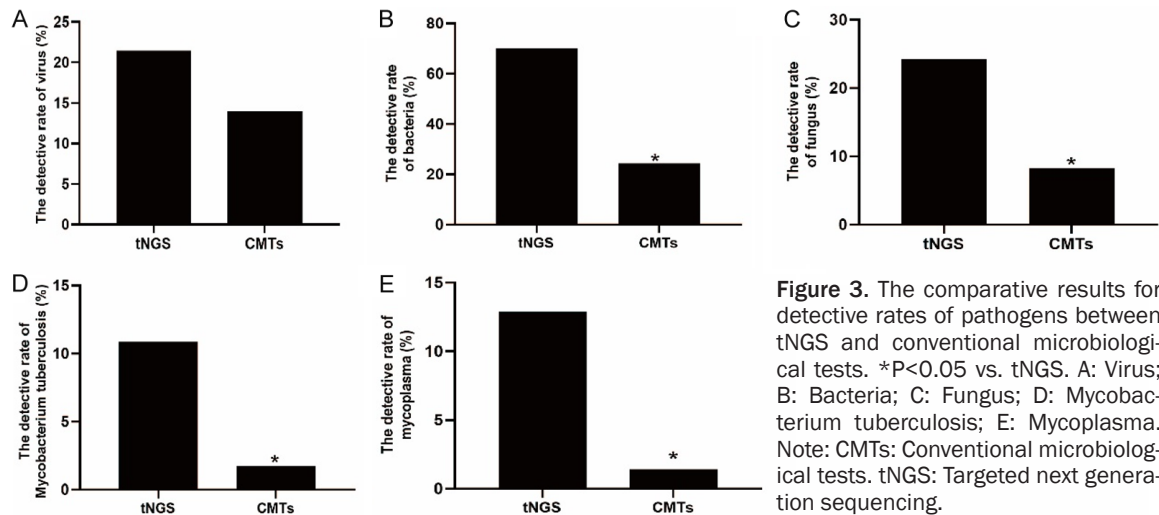 A
The detective rate of virus (%)
25
20
15
10
5
0
tNGS
CMTs
B
The detective rate
of bacteria (%)
80
60
40
20
0
*
tNGS
CMTs
C
The detective rate
of fungus (%)
30
20
10
0
*
tNGS
CMTs
D
The detective rate of
Mycobacterium tuberculosis (%)
15
10
5
0
*
tNGS
CMTs
E
The detective rate of
mycoplasma (%)
15
10
5
0
*
tNGS
CMTs
Figure 3. The comparative results for
detective rates of pathogens between
tNGS and conventional microbiologi-
cal tests. *P<0.05 vs. tNGS. A: Virus;
B: Bacteria; C: Fungus; D: Mycobac-
terium tuberculosis; E: Mycoplasma.
Note: CMTs: Conventional microbiolog-
ical tests. tNGS: Targeted next genera-
tion sequencing.